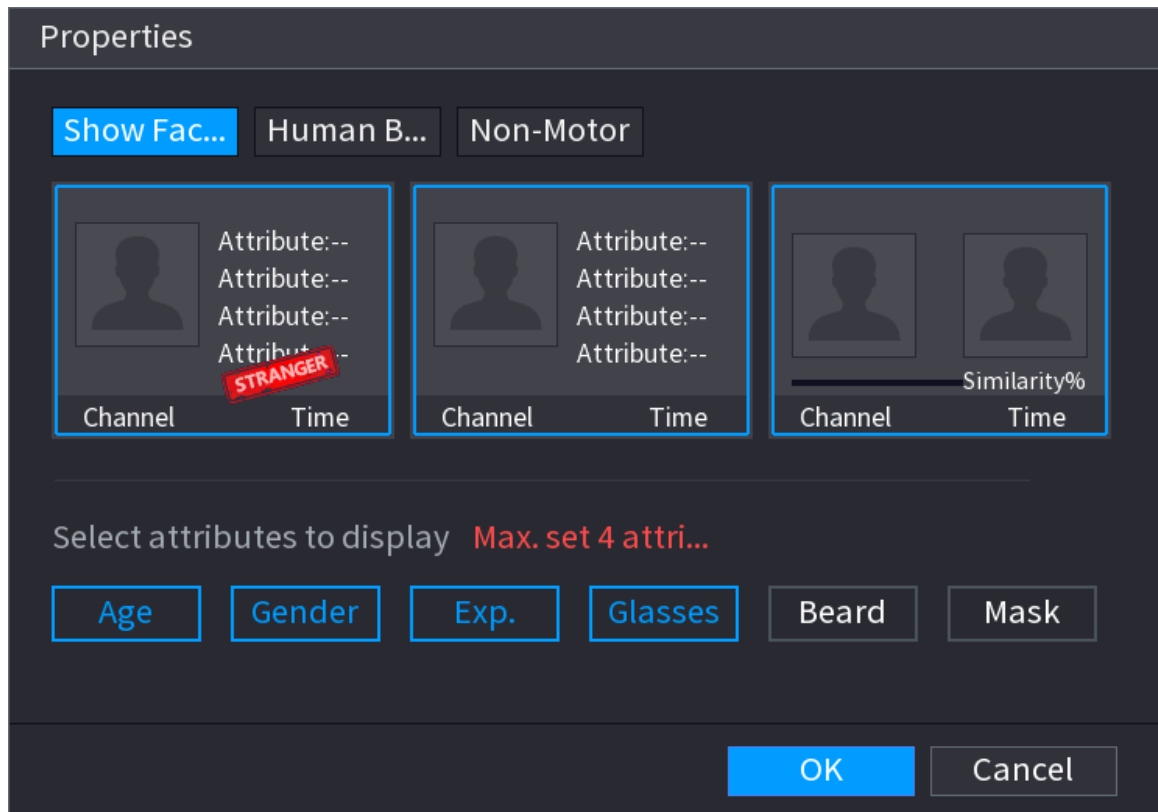 Properties
Show Fac... Human B... Non-Motor
Attribute:-- Attribute:--
Attribute:-- Attribute:--
Attribute:-- Attribute:--
Attribute:-- Attribute:--
STRANGER
Similarity%
Channel Time Channel Time Channel Time
Select attributes to display Max. set 4 attri...
Age Gender Exp. Glasses Beard Mask
OK Cancel